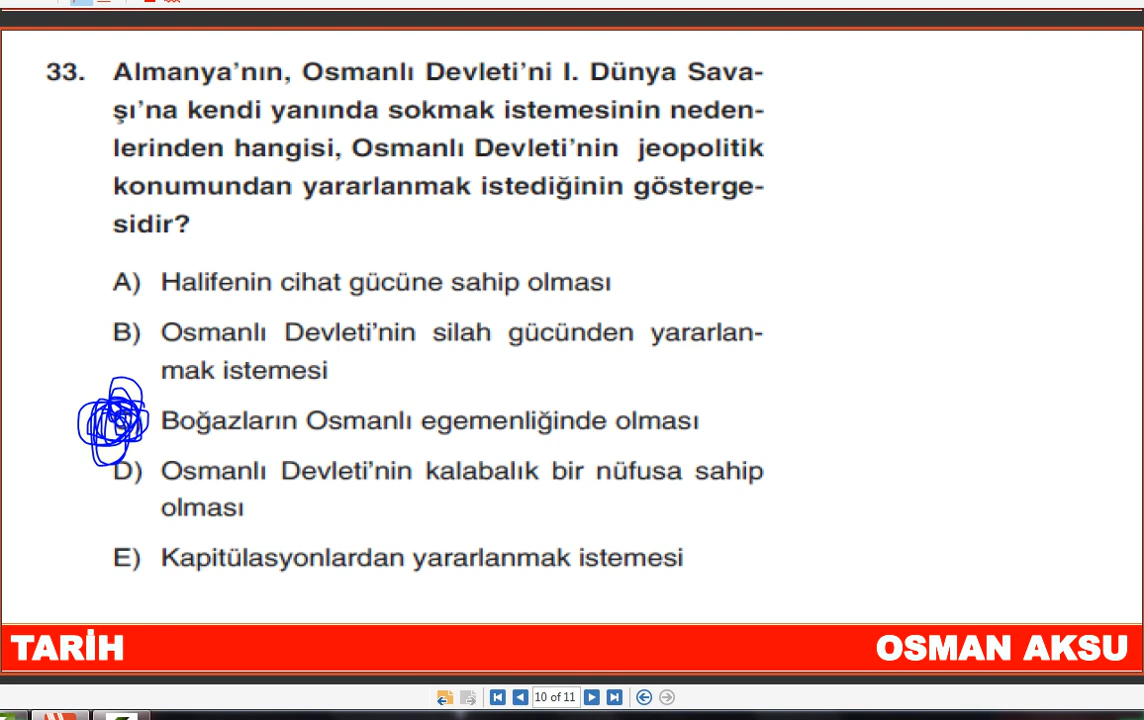 33. Almanya’nın, Osmanlı Devleti’ni I. Dünya Sava-
şı’na kendi yanında sokmak istemesinin neden-
lerinden hangisi, Osmanlı Devleti’nin jeopolitik
konumundan yararlanmak istediğinin gösterge-
sidir?
A) Halifenin cihat gücüne sahip olması
B) Osmanlı Devleti’nin silah gücünden yararlan-
mak istemesi
Boğazların Osmanlı egemenliğinde olması
D) Osmanlı Devleti’nin kalabalık bir nüfusa sahip
olması
E) Kapitülasyonlardan yararlanmak istemesi
TARİH OSMAN AKSU
10 of 11